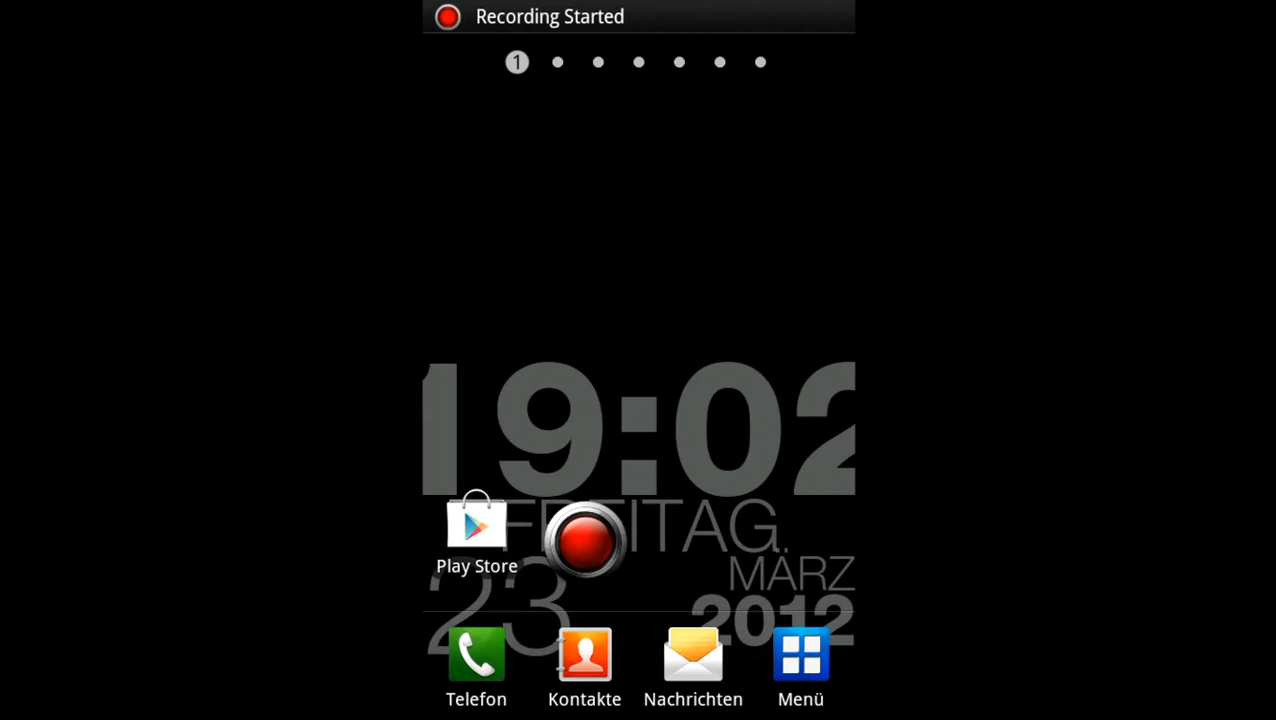 Recording Started
1
19:02
FREITAG.
23
MÄRZ
2012
Play Store
Telefon
Kontakte
Nachrichten
Menü